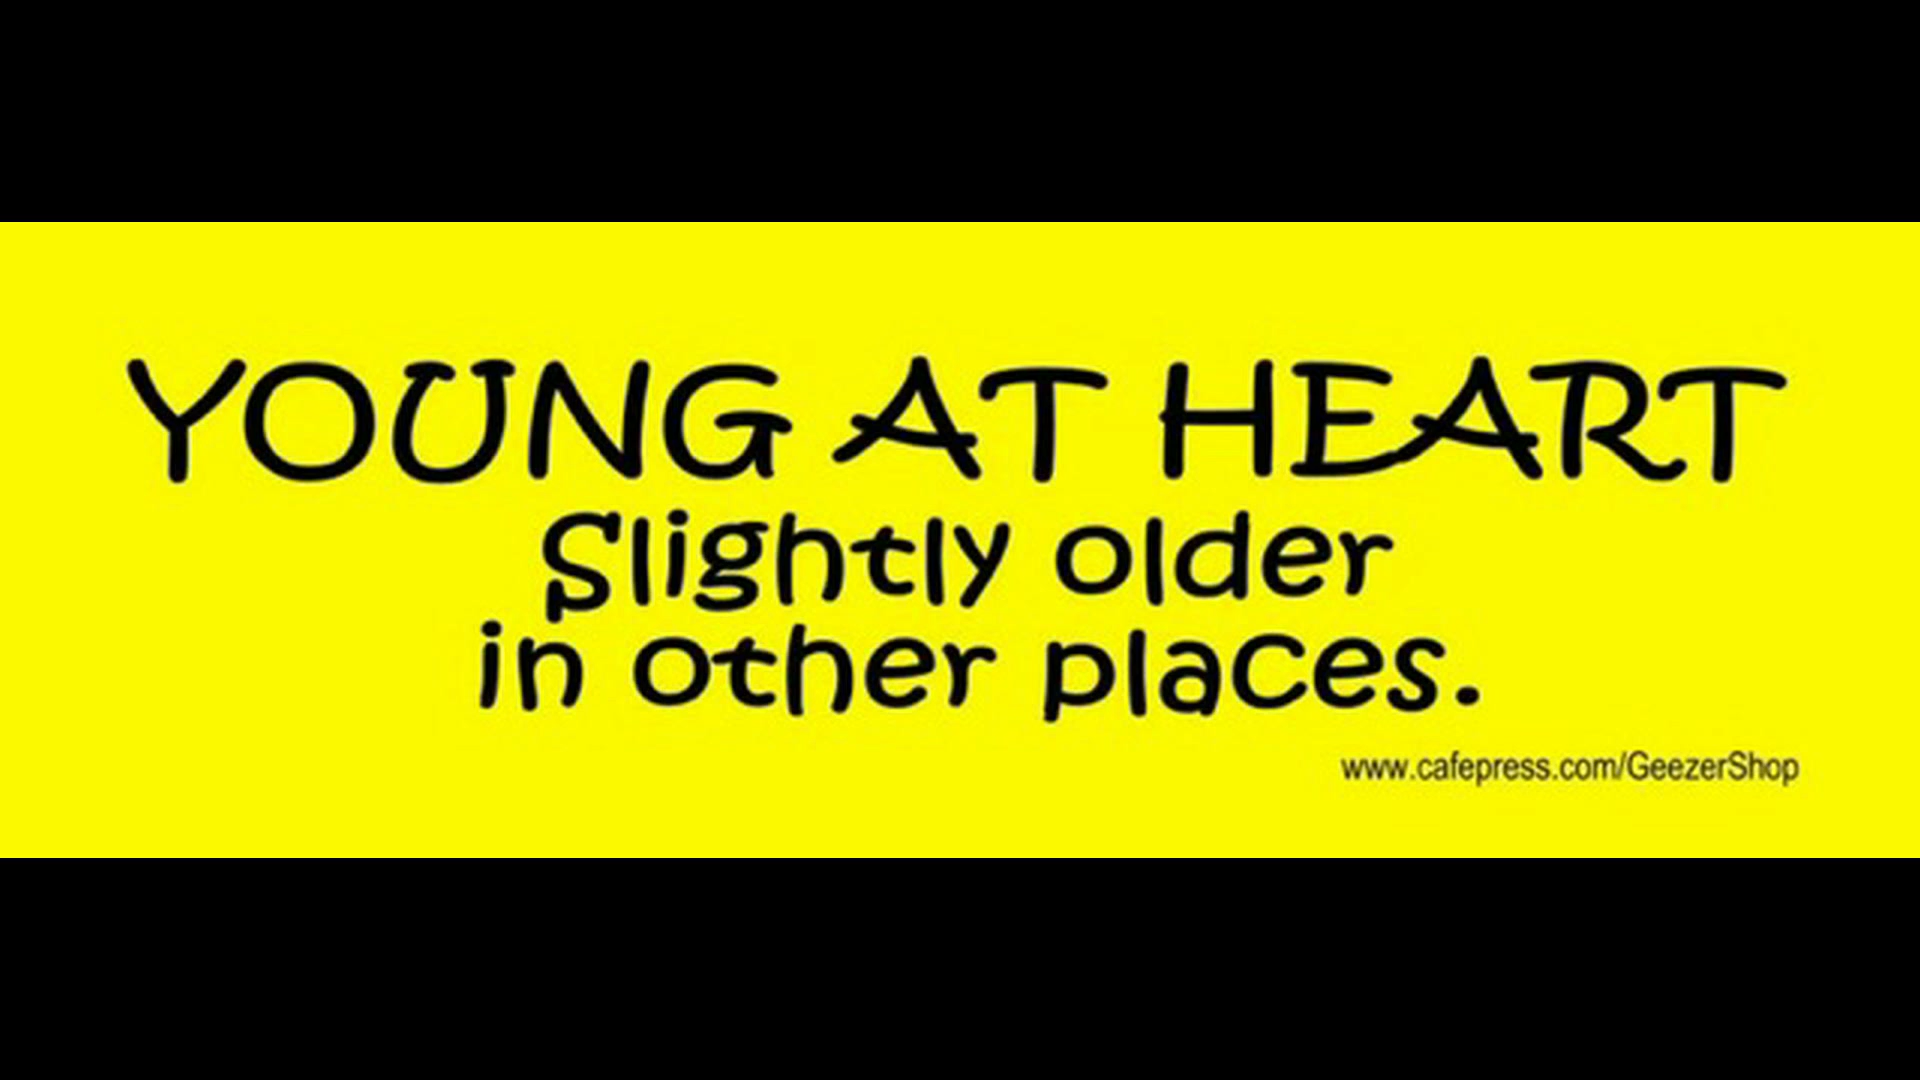 YOUNG AT HEART
Slightly older
in other places.
www.cafepress.com/GeezerShop